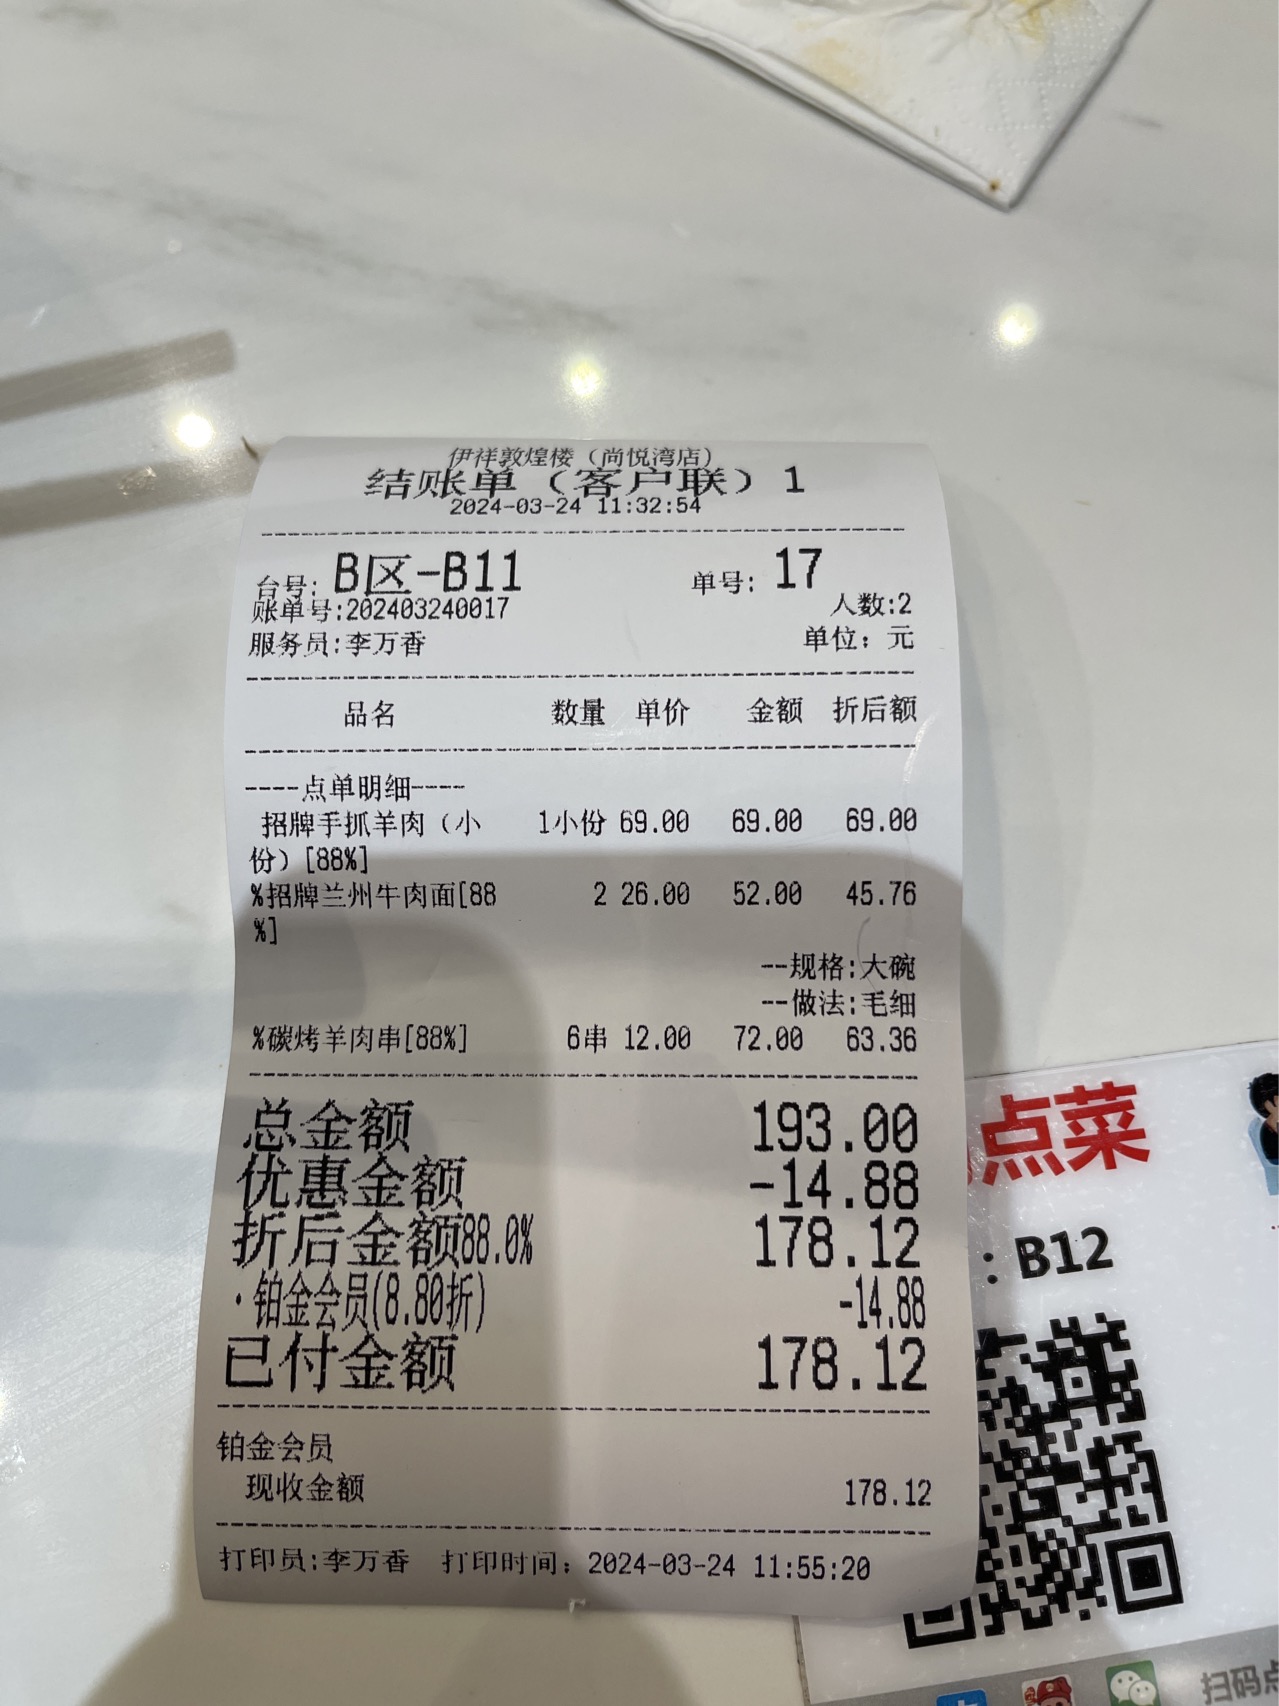 伊祥敦煌楼（尚悦湾店）
结账单（客户联）1
2024-03-24 11:32:54
台号: B区-B11 单号: 17
账单号:202403240017 人数:2
服务员:李万香 单位: 元
品名 数量 单价 金额 折后额
----点单明细----
招牌手抓羊肉（小 1小份 69.00 69.00 69.00
份）[88%]
%招牌兰州牛肉面[88 2 26.00 52.00 45.76
%]
--规格:大碗
--做法:毛细
%碳烤羊肉串[88%] 6串 12.00 72.00 63.36
总金额 193.00
优惠金额 -14.88
折后金额88.0% 178.12
·铂金会员(8.80折) -14.88
已付金额 178.12
铂金会员
现收金额 178.12
打印员:李万香 打印时间: 2024-03-24 11:55:20
点菜
: B12
扫码点